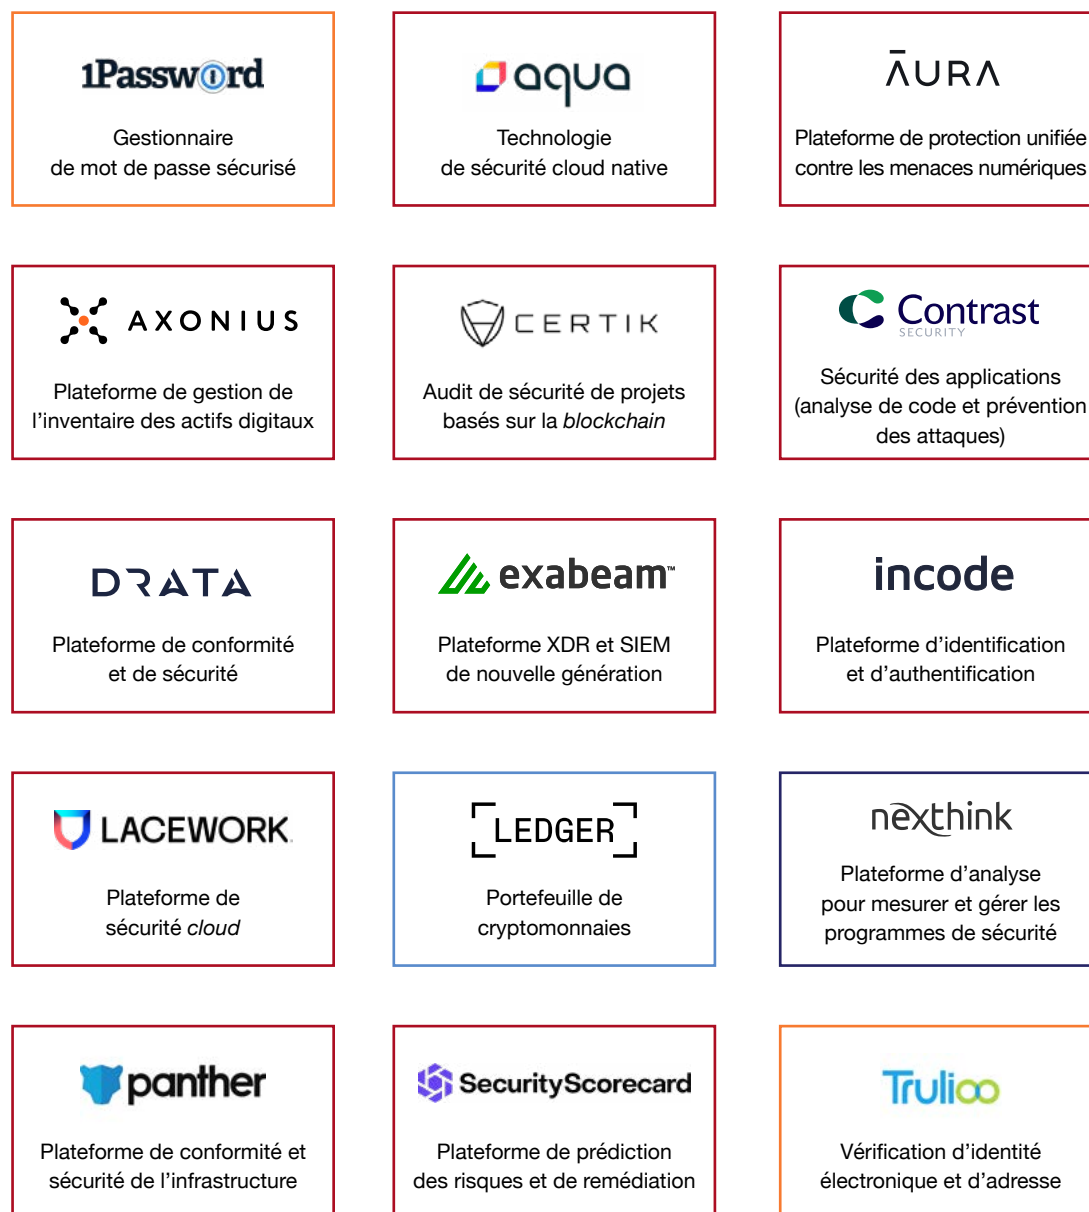 1Password
Gestionnaire
de mot de passe sécurisé
aqua
Technologie
de sécurité cloud native
ĀURA
Plateforme de protection unifiée
contre les menaces numériques
AXONIUS
Plateforme de gestion de
l’inventaire des actifs digitaux
CERTIK
Audit de sécurité de projets
basés sur la blockchain
Contrast
SECURITY
Sécurité des applications
(analyse de code et prévention
des attaques)
DRATA
Plateforme de conformité
et de sécurité
exabeam™
Plateforme XDR et SIEM
de nouvelle génération
incode
Plateforme d’identification
et d’authentification
LACEWORK
Plateforme de
sécurité cloud
LEDGER
Portefeuille de
cryptomonnaies
nexthink
Plateforme d’analyse
pour mesurer et gérer les
programmes de sécurité
panther
Plateforme de conformité et
sécurité de l’infrastructure
SecurityScorecard
Plateforme de prédiction
des risques et de remédiation
Trulioo
Vérification d’identité
électronique et d’adresse